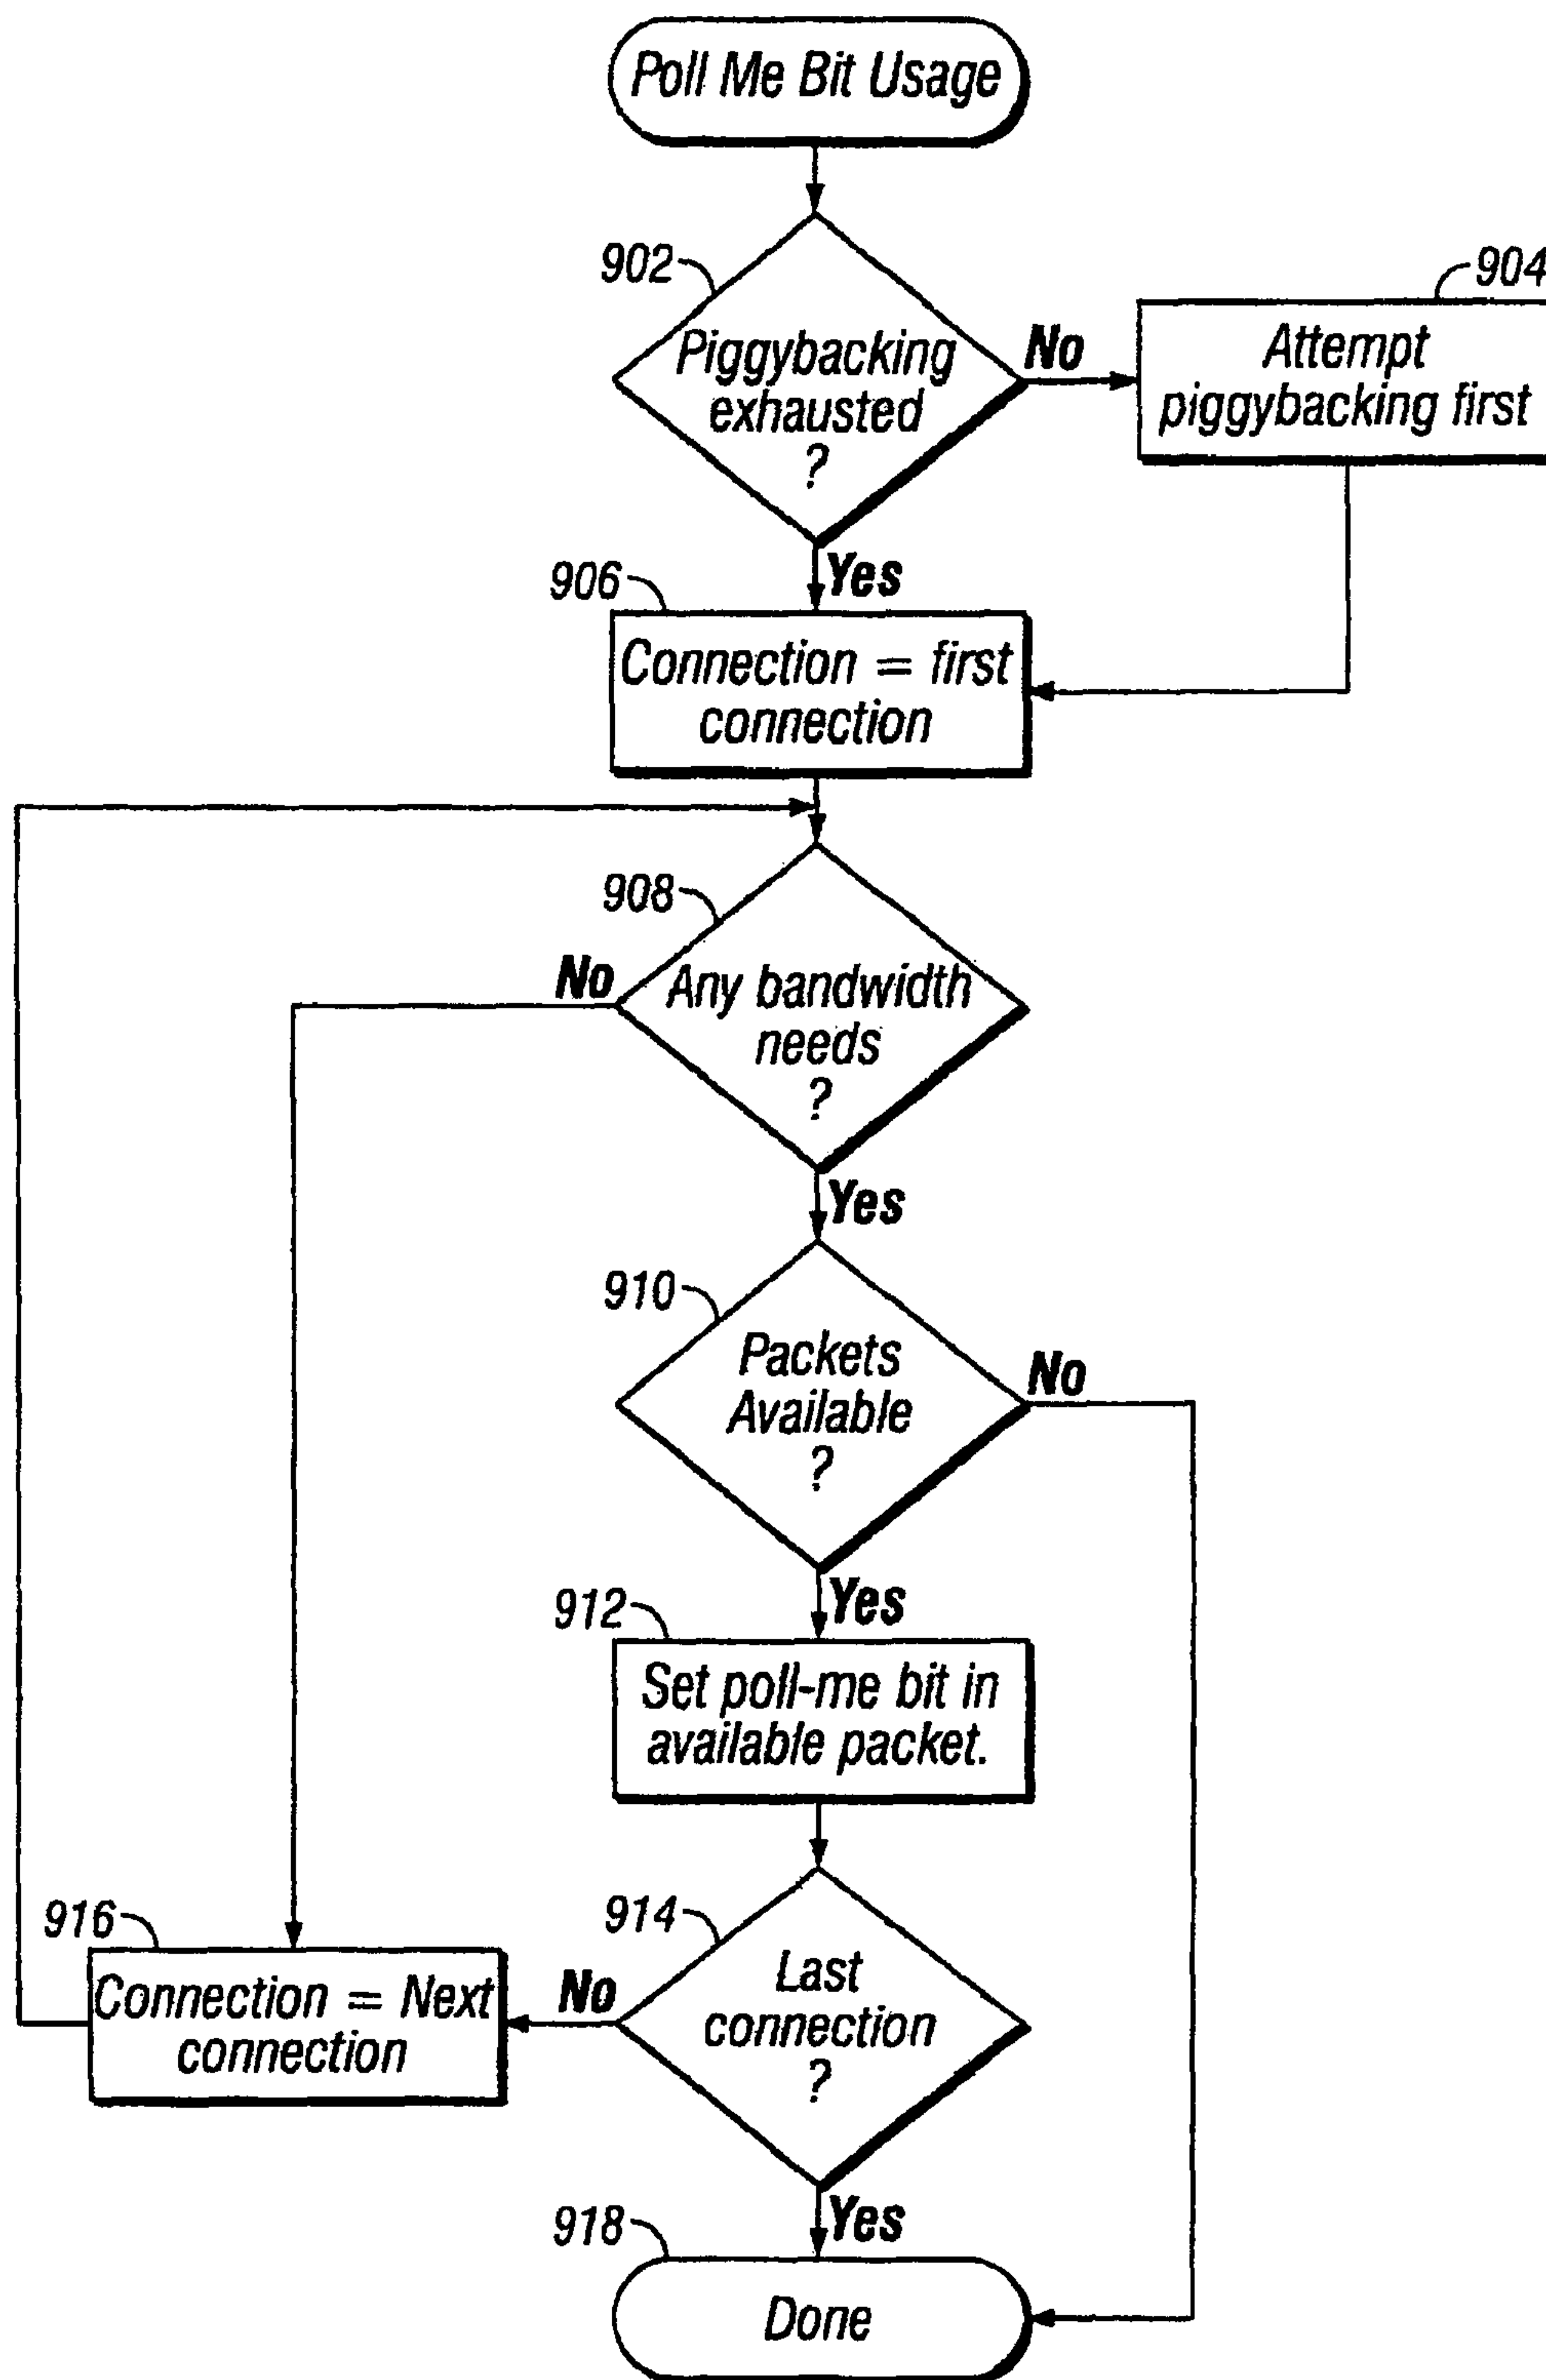 Poll Me Bit Usage
902
904
Piggybacking
exhausted
?
No
Attempt
piggybacking first
Yes
906
Connection = first
connection
908
No
Any bandwidth
needs
?
Yes
910
Packets
Available
?
No
Yes
912
Set poll-me bit in
available packet.
916
914
Connection = Next
connection
No
Last
connection
?
Yes
918
Done